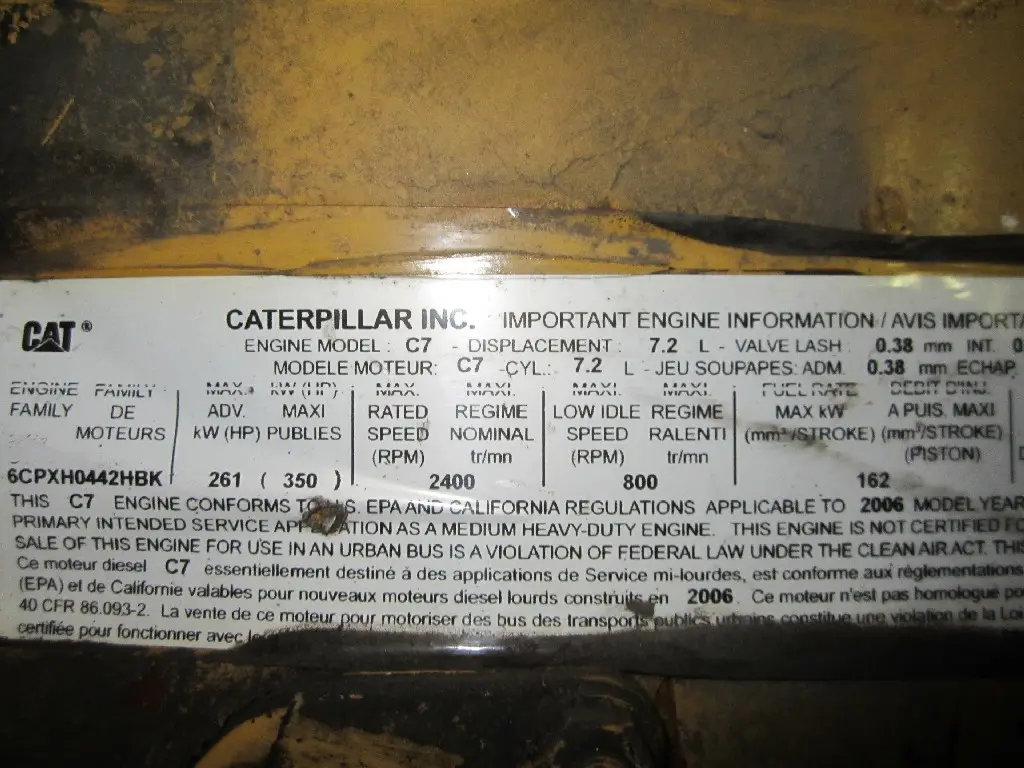 CAT® CATERPILLAR INC. IMPORTANT ENGINE INFORMATION / AVIS IMPORTA
ENGINE MODEL : C7 - DISPLACEMENT : 7.2 L - VALVE LASH : 0.38 mm INT. 0
MODELE MOTEUR: C7 -CYL.: 7.2 L - JEU SOUPAPES: ADM. 0.38 mm ECHAP
ENGINE FAMILY MAX. kW (HP) MAX. MAXI. MAXI. MAXI. FUEL RATE DEBIT D'INJ.
FAMILY DE ADV. MAXI RATED REGIME LOW IDLE REGIME MAX kW A PUIS. MAXI
MOTEURS kW (HP) PUBLIES SPEED NOMINAL SPEED RALENTI (mm³/STROKE) (mm³/STROKE)
(RPM) tr/mn (RPM) tr/mn (PISTON)
6CPXH0442HBK 261 ( 350 ) 2400 800 162
THIS C7 ENGINE CONFORMS TO U.S. EPA AND CALIFORNIA REGULATIONS APPLICABLE TO 2006 MODEL YEAR
PRIMARY INTENDED SERVICE APPLICATION AS A MEDIUM HEAVY-DUTY ENGINE. THIS ENGINE IS NOT CERTIFIED FO
SALE OF THIS ENGINE FOR USE IN AN URBAN BUS IS A VIOLATION OF FEDERAL LAW UNDER THE CLEAN AIR ACT. THIS
Ce moteur diesel C7 essentiellement destiné à des applications de Service mi-lourdes, est conforme aux réglementations
(EPA) et de Californie valables pour nouveaux moteurs diesel lourds construits en 2006 . Ce moteur n'est pas homologué po
40 CFR 86.093-2. La vente de ce moteur pour motoriser des bus des transports publics urbains constitue une violation de la Loi
certifiée pour fonctionner avec